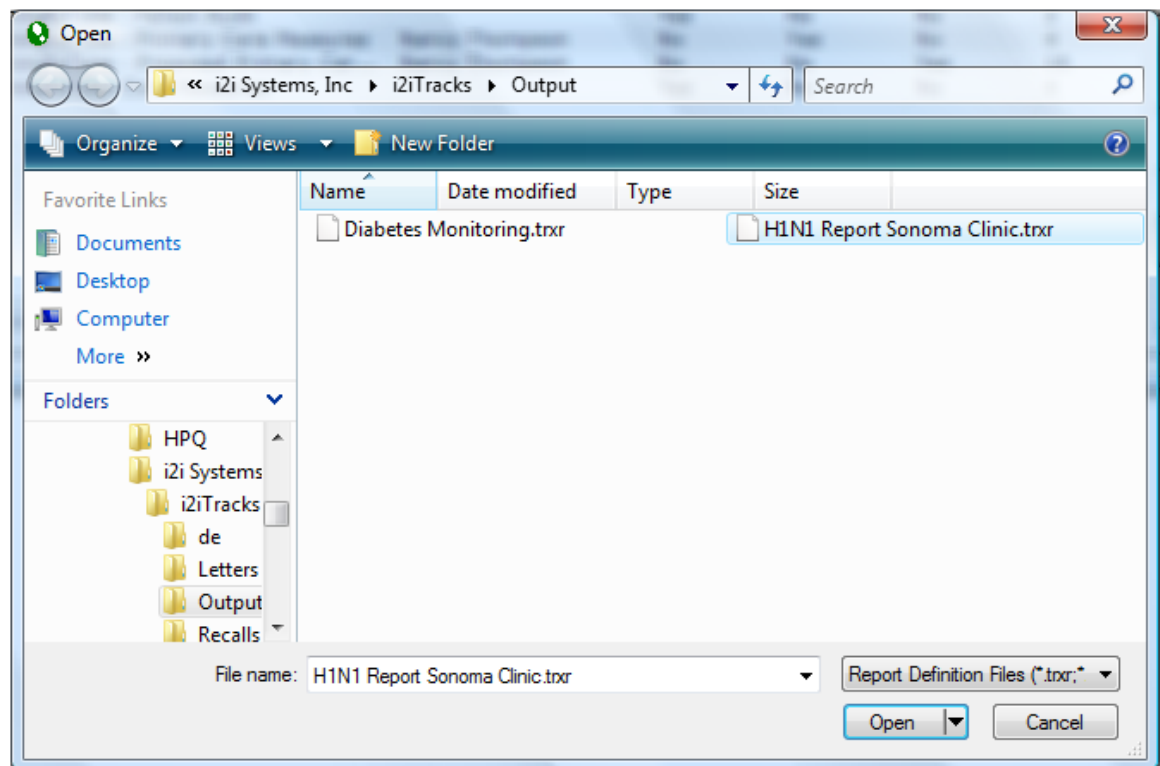 Open
« i2i Systems, Inc ▸ i2iTracks ▸ Output
Search
Organize Views New Folder
Favorite Links
Documents
Desktop
Computer
More »
Folders
HPQ
i2i Systems
i2iTracks
de
Letters
Output
Recalls
Name Date modified Type Size
Diabetes Monitoring.trxr H1N1 Report Sonoma Clinic.trxr
File name: H1N1 Report Sonoma Clinic.trxr Report Definition Files (*.trxr;*
Open Cancel